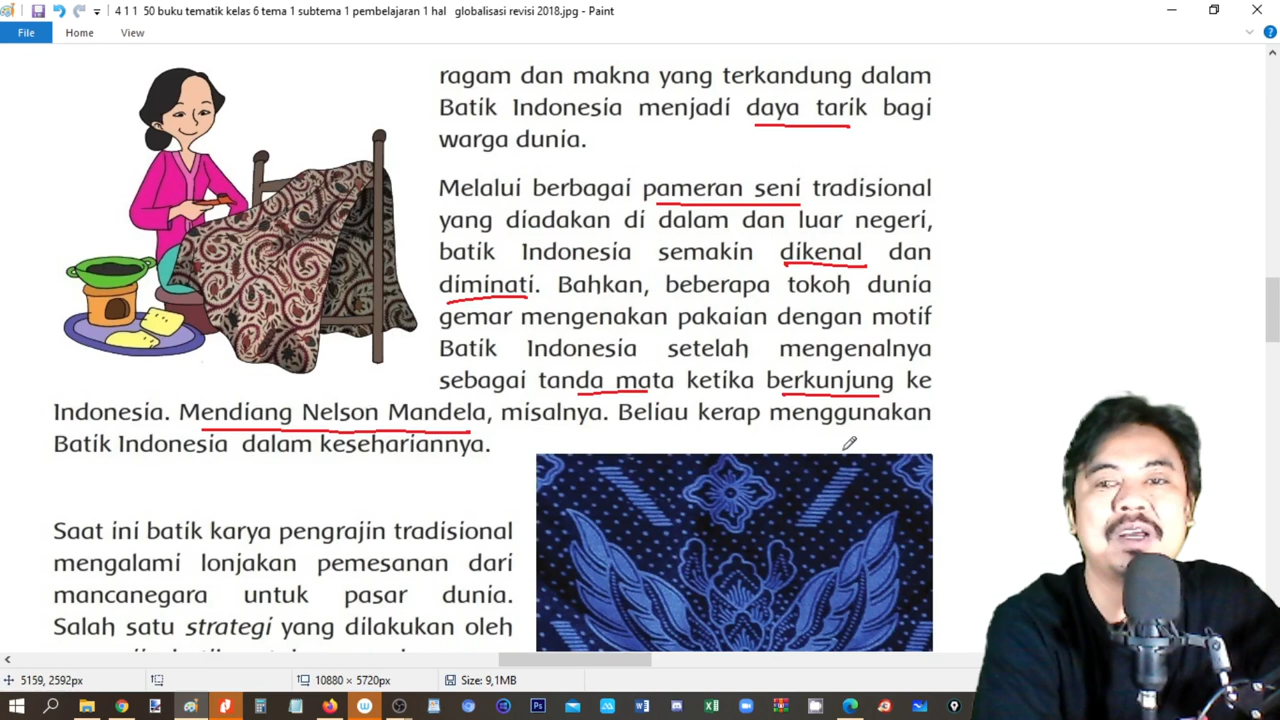 4 1 1 50 buku tematik kelas 6 tema 1 subtema 1 pembelajaran 1 hal globalisasi revisi 2018.jpg - Paint
File Home View
ragam dan makna yang terkandung dalam
Batik Indonesia menjadi daya tarik bagi
warga dunia.
Melalui berbagai pameran seni tradisional
yang diadakan di dalam dan luar negeri,
batik Indonesia semakin dikenal dan
diminati. Bahkan, beberapa tokoh dunia
gemar mengenakan pakaian dengan motif
Batik Indonesia setelah mengenalnya
sebagai tanda mata ketika berkunjung ke
Indonesia. Mendiang Nelson Mandela, misalnya. Beliau kerap menggunakan
Batik Indonesia dalam kesehariannya.
Saat ini batik karya pengrajin tradisional
mengalami lonjakan pemesanan dari
mancanegara untuk pasar dunia.
Salah satu strategi yang dilakukan oleh
5159, 2592px 10880 × 5720px Size: 9,1MB